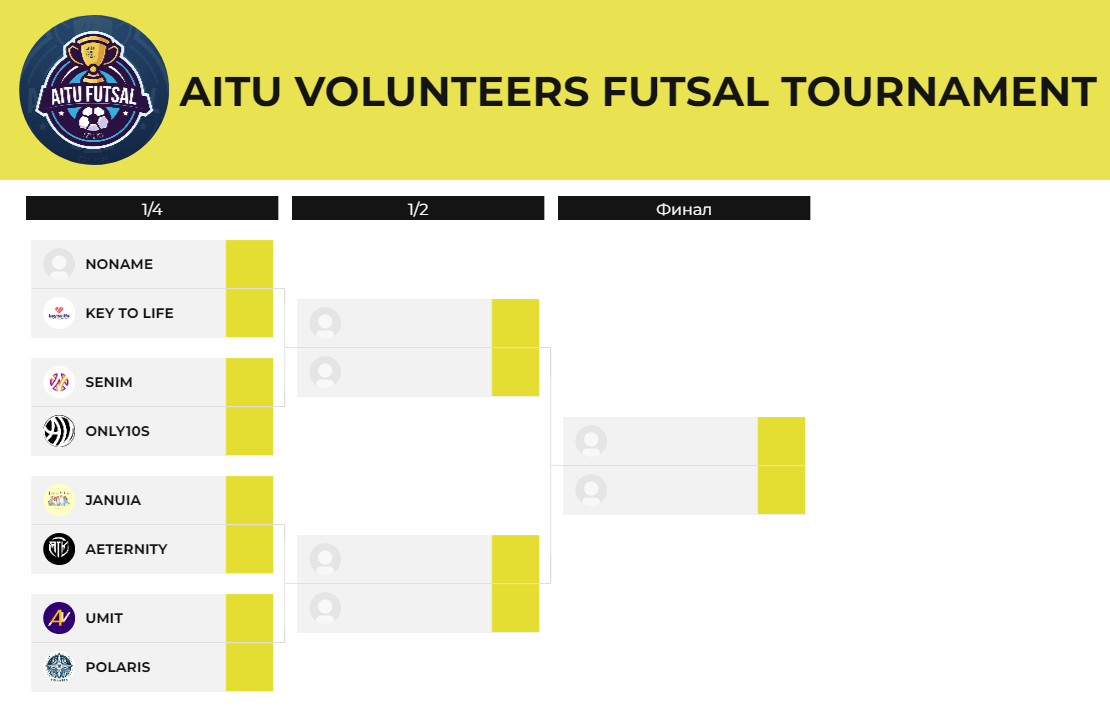 AITU FUTSAL
AITU VOLUNTEERS FUTSAL TOURNAMENT
1/4
1/2
Финал
NONAME
KEY TO LIFE
SENIM
ONLY10S
JANUIA
AETERNITY
UMIT
POLARIS